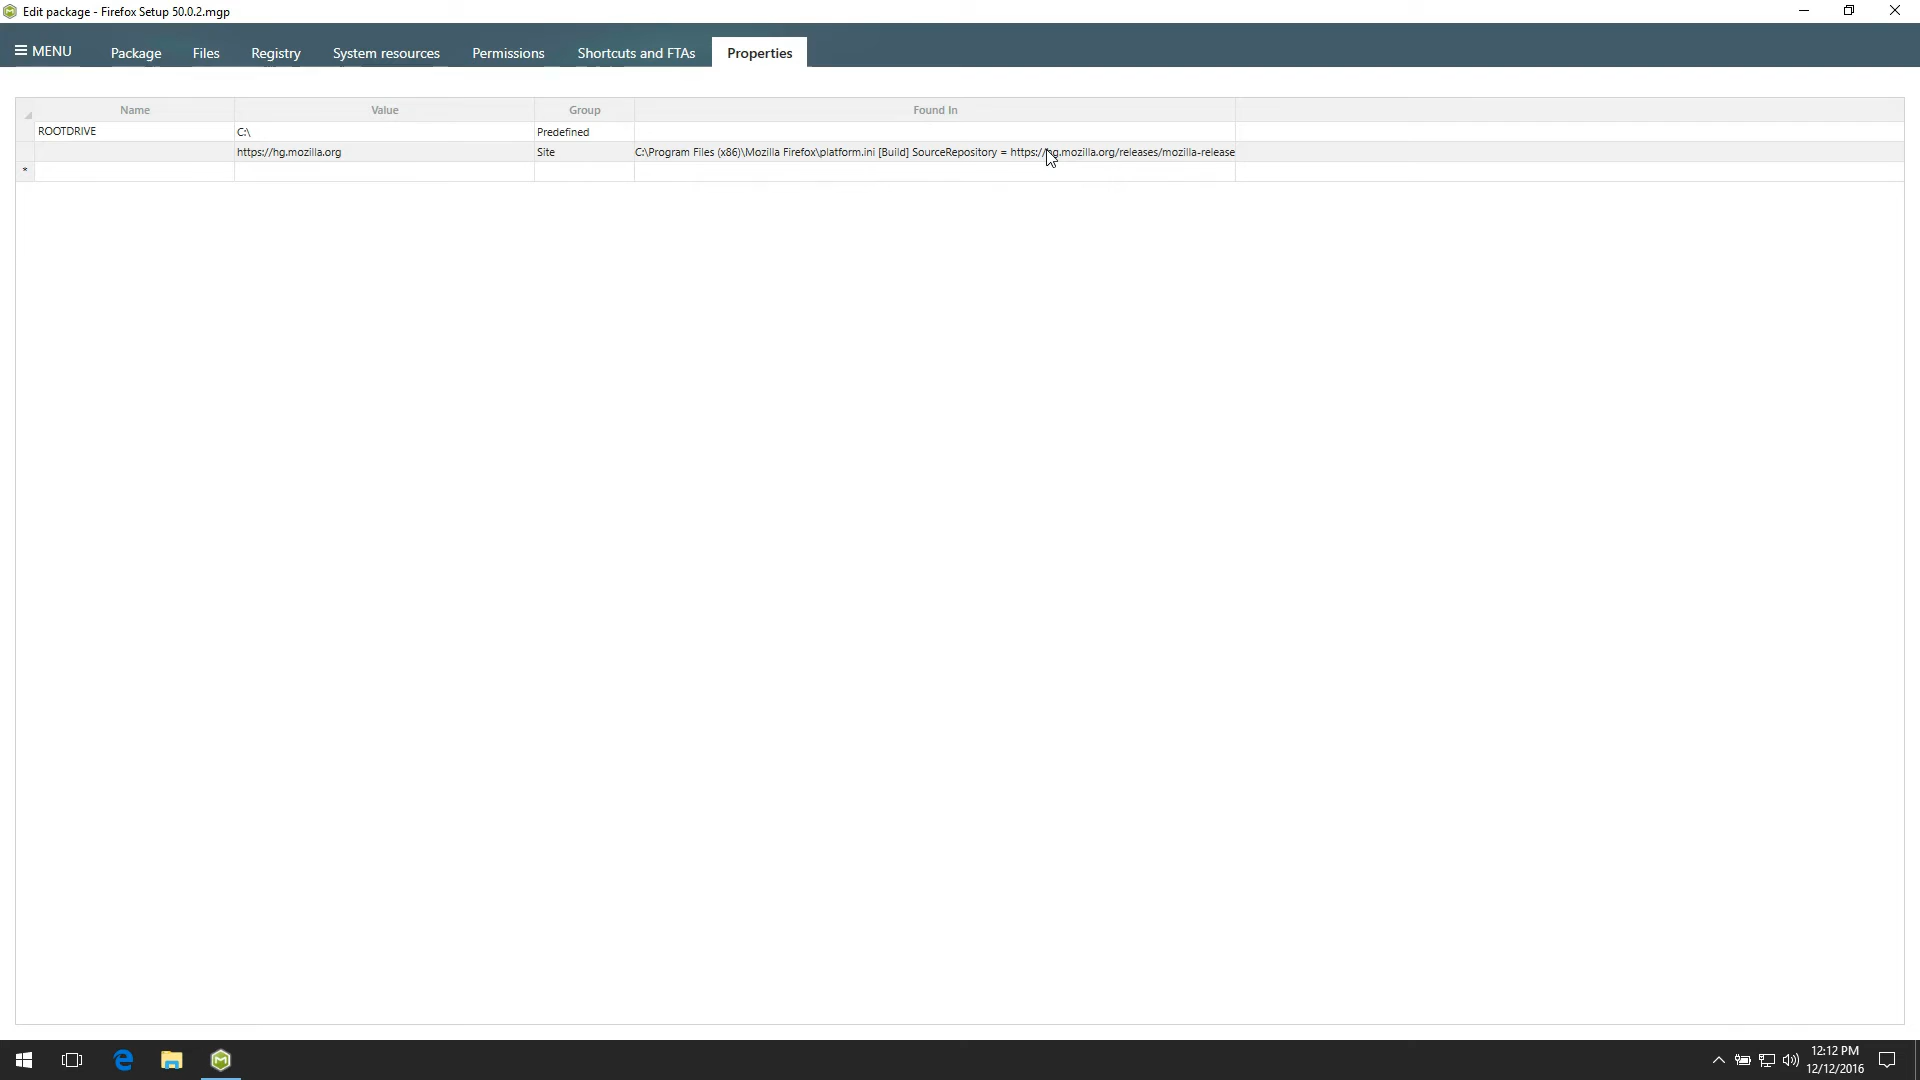 Edit package - Firefox Setup 50.0.2.mgp
MENU Package Files Registry System resources Permissions Shortcuts and FTAs Properties
Name Value Group Found In
ROOTDRIVE C:\ Predefined
https://hg.mozilla.org Site C:\Program Files (x86)\Mozilla Firefox\platform.ini [Build] SourceRepository = https://hg.mozilla.org/releases/mozilla-release
*
12:12 PM
12/12/2016